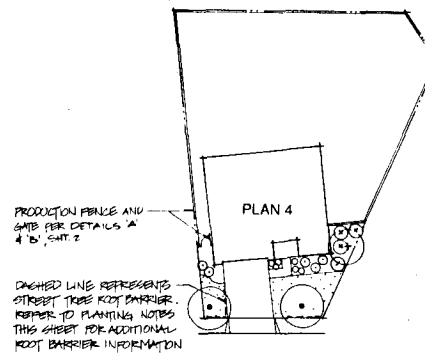 PLAN 4
PRODUCTION FENCE AND
GATE PER DETAILS 'A'
& 'B', SHT. 2
DASHED LINE REPRESENTS
STREET TREE ROOT BARRIER.
REFER TO PLANTING NOTES
THIS SHEET FOR ADDITIONAL
ROOT BARRIER INFORMATION